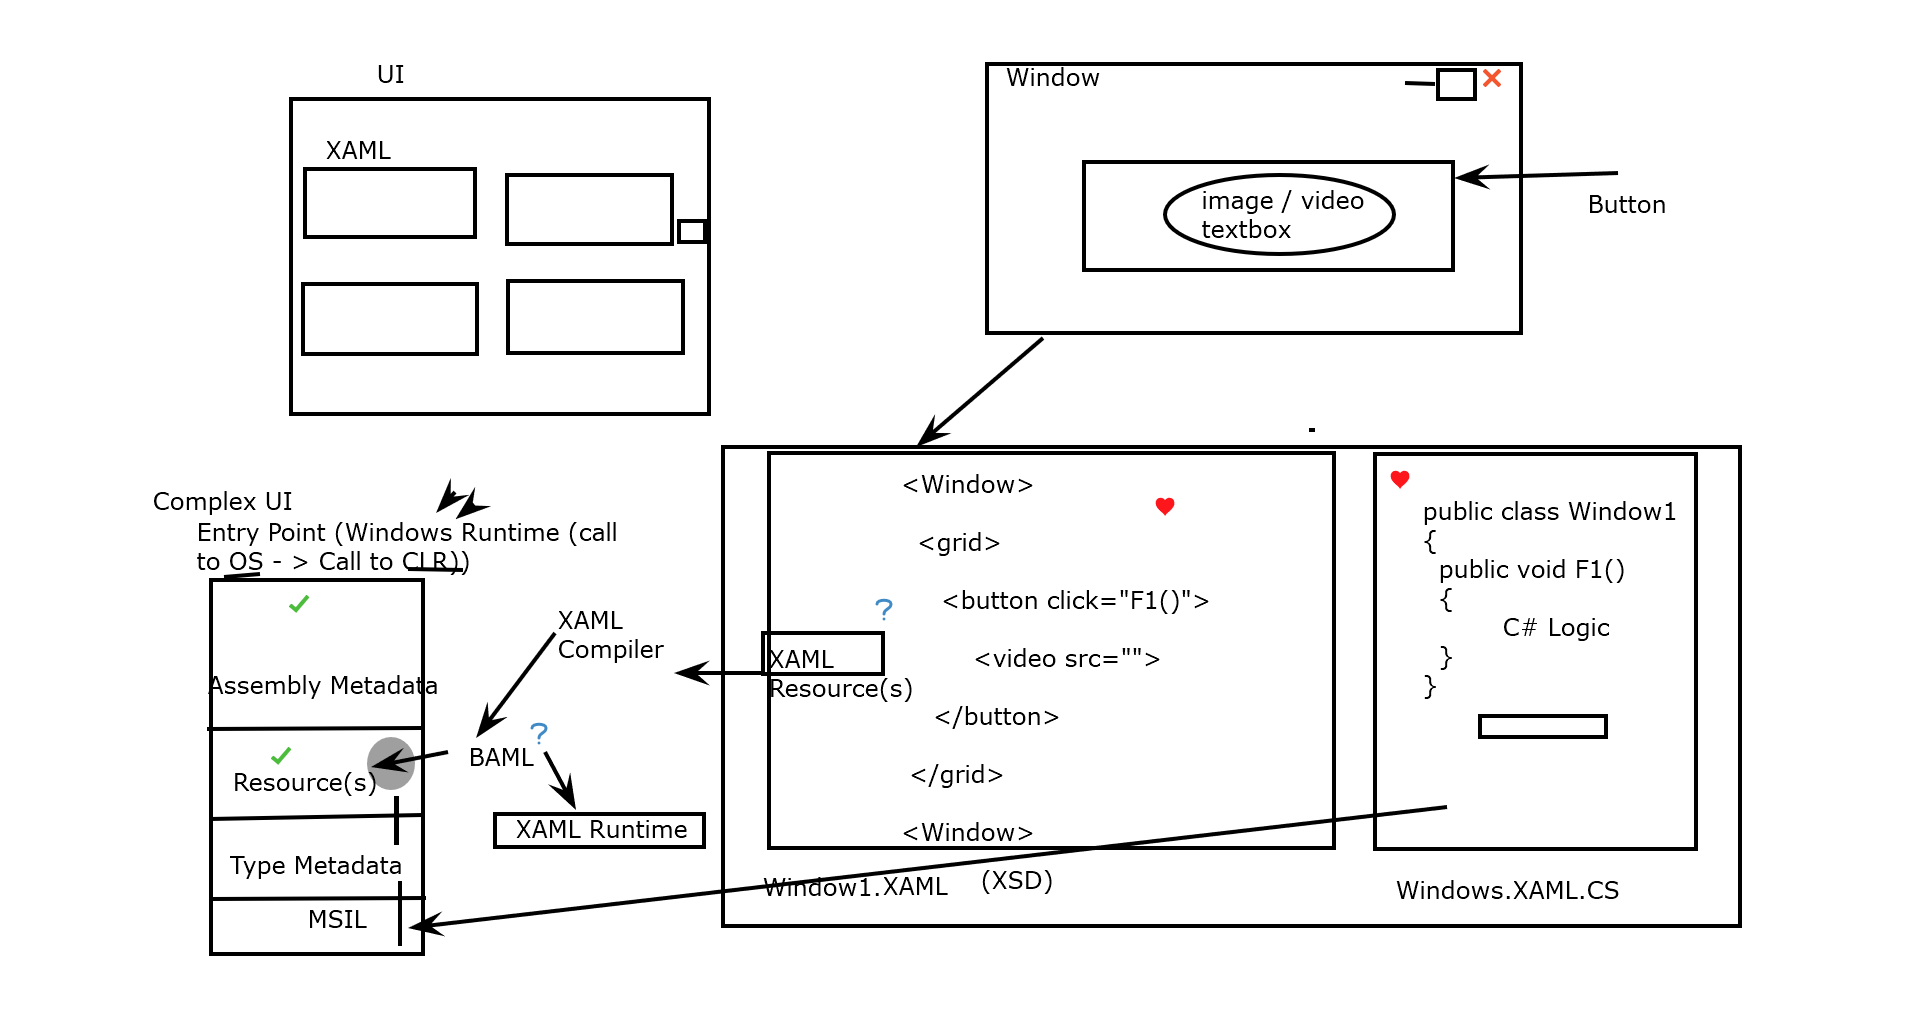 UI
XAML
Window
image / video
textbox
Button
Complex UI
Entry Point (Windows Runtime (call
to OS - > Call to CLR))
Assembly Metadata
Resource(s)
Type Metadata
MSIL
XAML
Compiler
?
BAML
XAML Runtime
?
XAML
Resource(s)
<Window>
<grid>
<button click="F1()">
<video src="">
</button>
</grid>
<Window>
Window1.XAML
(XSD)
public class Window1
{
public void F1()
{
C# Logic
}
}
Windows.XAML.CS